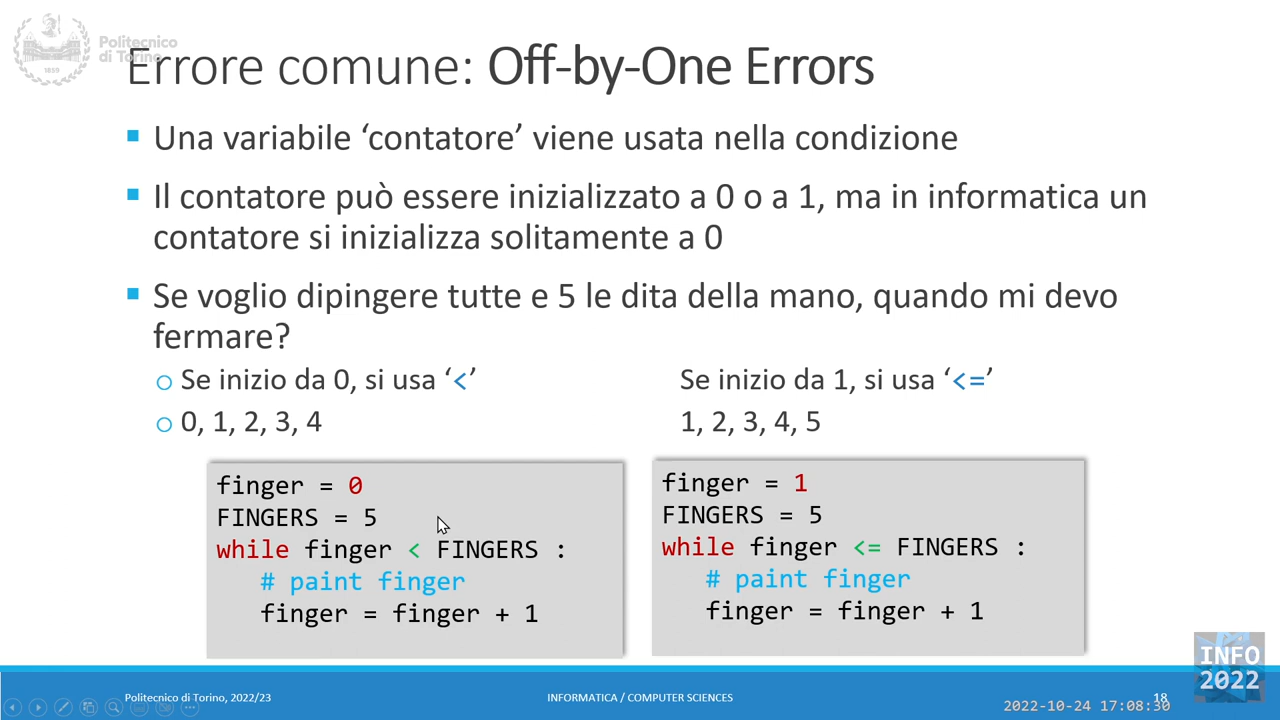 Politecnico
di Torino
1859
Errore comune: Off-by-One Errors
Una variabile ‘contatore’ viene usata nella condizione
Il contatore può essere inizializzato a 0 o a 1, ma in informatica un
contatore si inizializza solitamente a 0
Se voglio dipingere tutte e 5 le dita della mano, quando mi devo
fermare?
Se inizio da 0, si usa ‘<’
0, 1, 2, 3, 4
Se inizio da 1, si usa ‘<=’
1, 2, 3, 4, 5
finger = 0
FINGERS = 5
while finger < FINGERS :
# paint finger
finger = finger + 1
finger = 1
FINGERS = 5
while finger <= FINGERS :
# paint finger
finger = finger + 1
INFO
2022
Politecnico di Torino, 2022/23
INFORMATICA / COMPUTER SCIENCES
18
2022-10-24 17:08:30